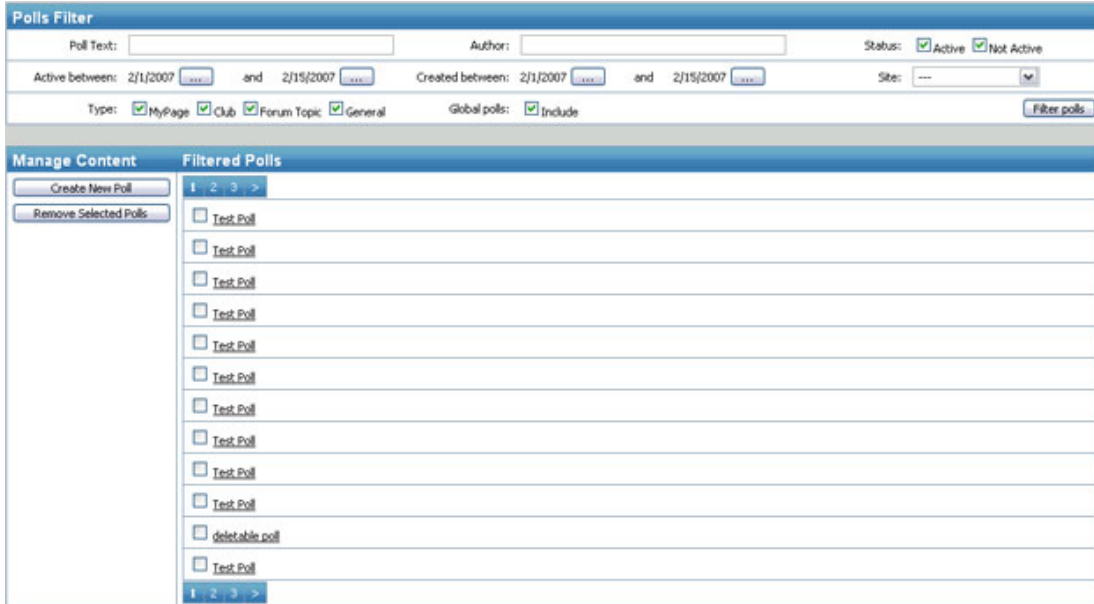 Polls Filter
Poll Text: Author: Status: Active Not Active
Active between: 2/1/2007 ... and 2/15/2007 ... Created between: 2/1/2007 ... and 2/15/2007 ... Site: ---
Type: MyPage Club Forum Topic General Global polls: Include Filter polls
Manage Content Filtered Polls
Create New Poll 1 2 3 >
Remove Selected Polls Test Poll
Test Poll
Test Poll
Test Poll
Test Poll
Test Poll
Test Poll
Test Poll
Test Poll
Test Poll
deletable poll
Test Poll
1 2 3 >